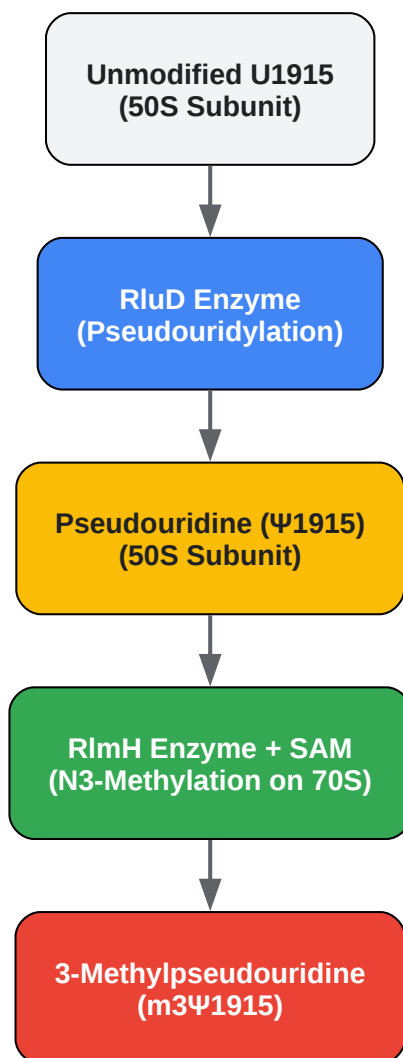 Unmodified U1915
(50S Subunit)
RluD Enzyme
(Pseudouridylation)
Pseudouridine (Ψ1915)
(50S Subunit)
RlmH Enzyme + SAM
(N3-Methylation on 70S)
3-Methylpseudouridine
(m3Ψ1915)